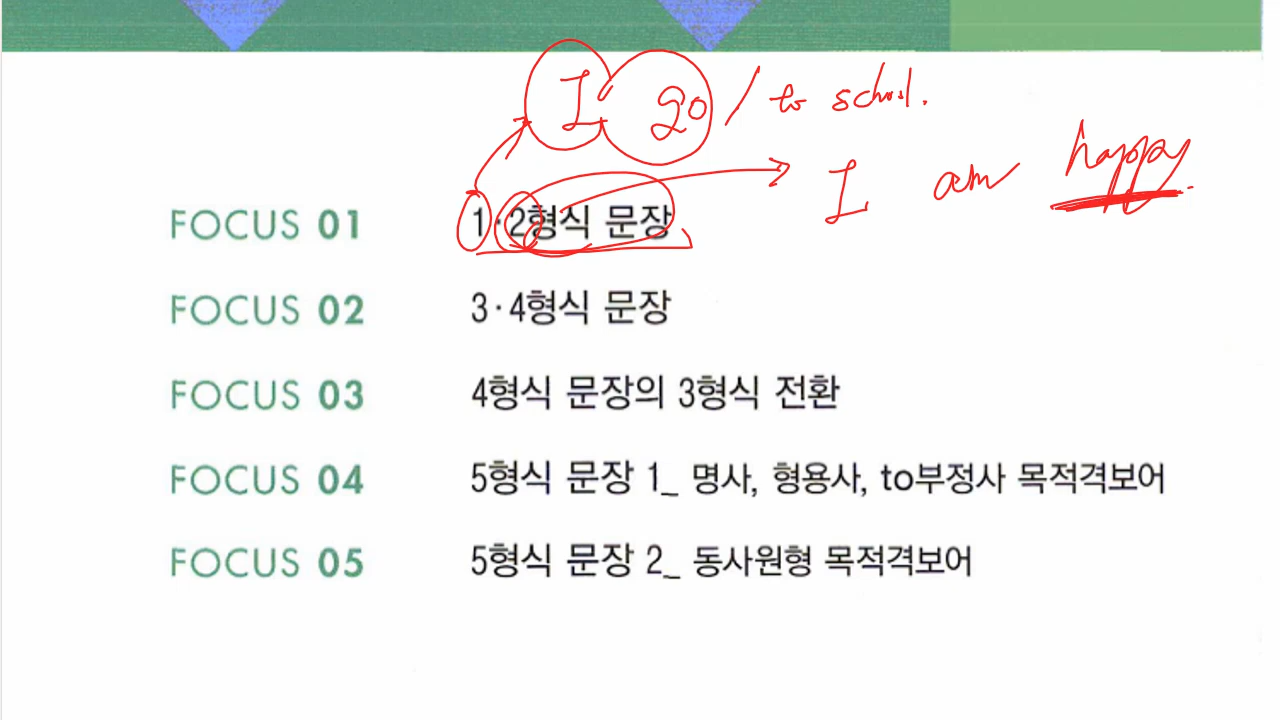 I go / to school.
I am happy.
FOCUS 01 1·2형식 문장
FOCUS 02 3·4형식 문장
FOCUS 03 4형식 문장의 3형식 전환
FOCUS 04 5형식 문장 1_ 명사, 형용사, to부정사 목적격보어
FOCUS 05 5형식 문장 2_ 동사원형 목적격보어